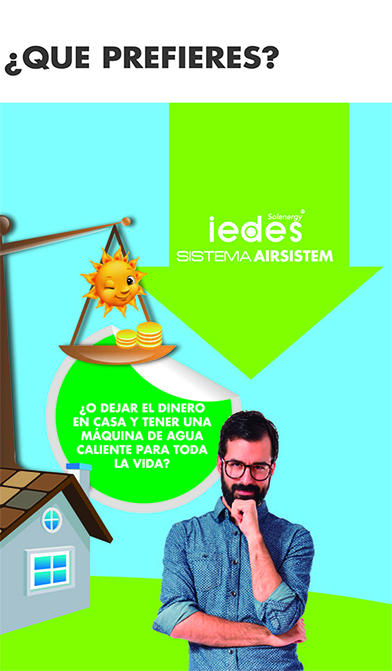 ¿QUE PREFIERES?
Solenergy®
iedes
SISTEMA AIRSISTEM
¿O DEJAR EL DINERO
EN CASA Y TENER UNA
MÁQUINA DE AGUA
CALIENTE PARA TODA
LA VIDA?